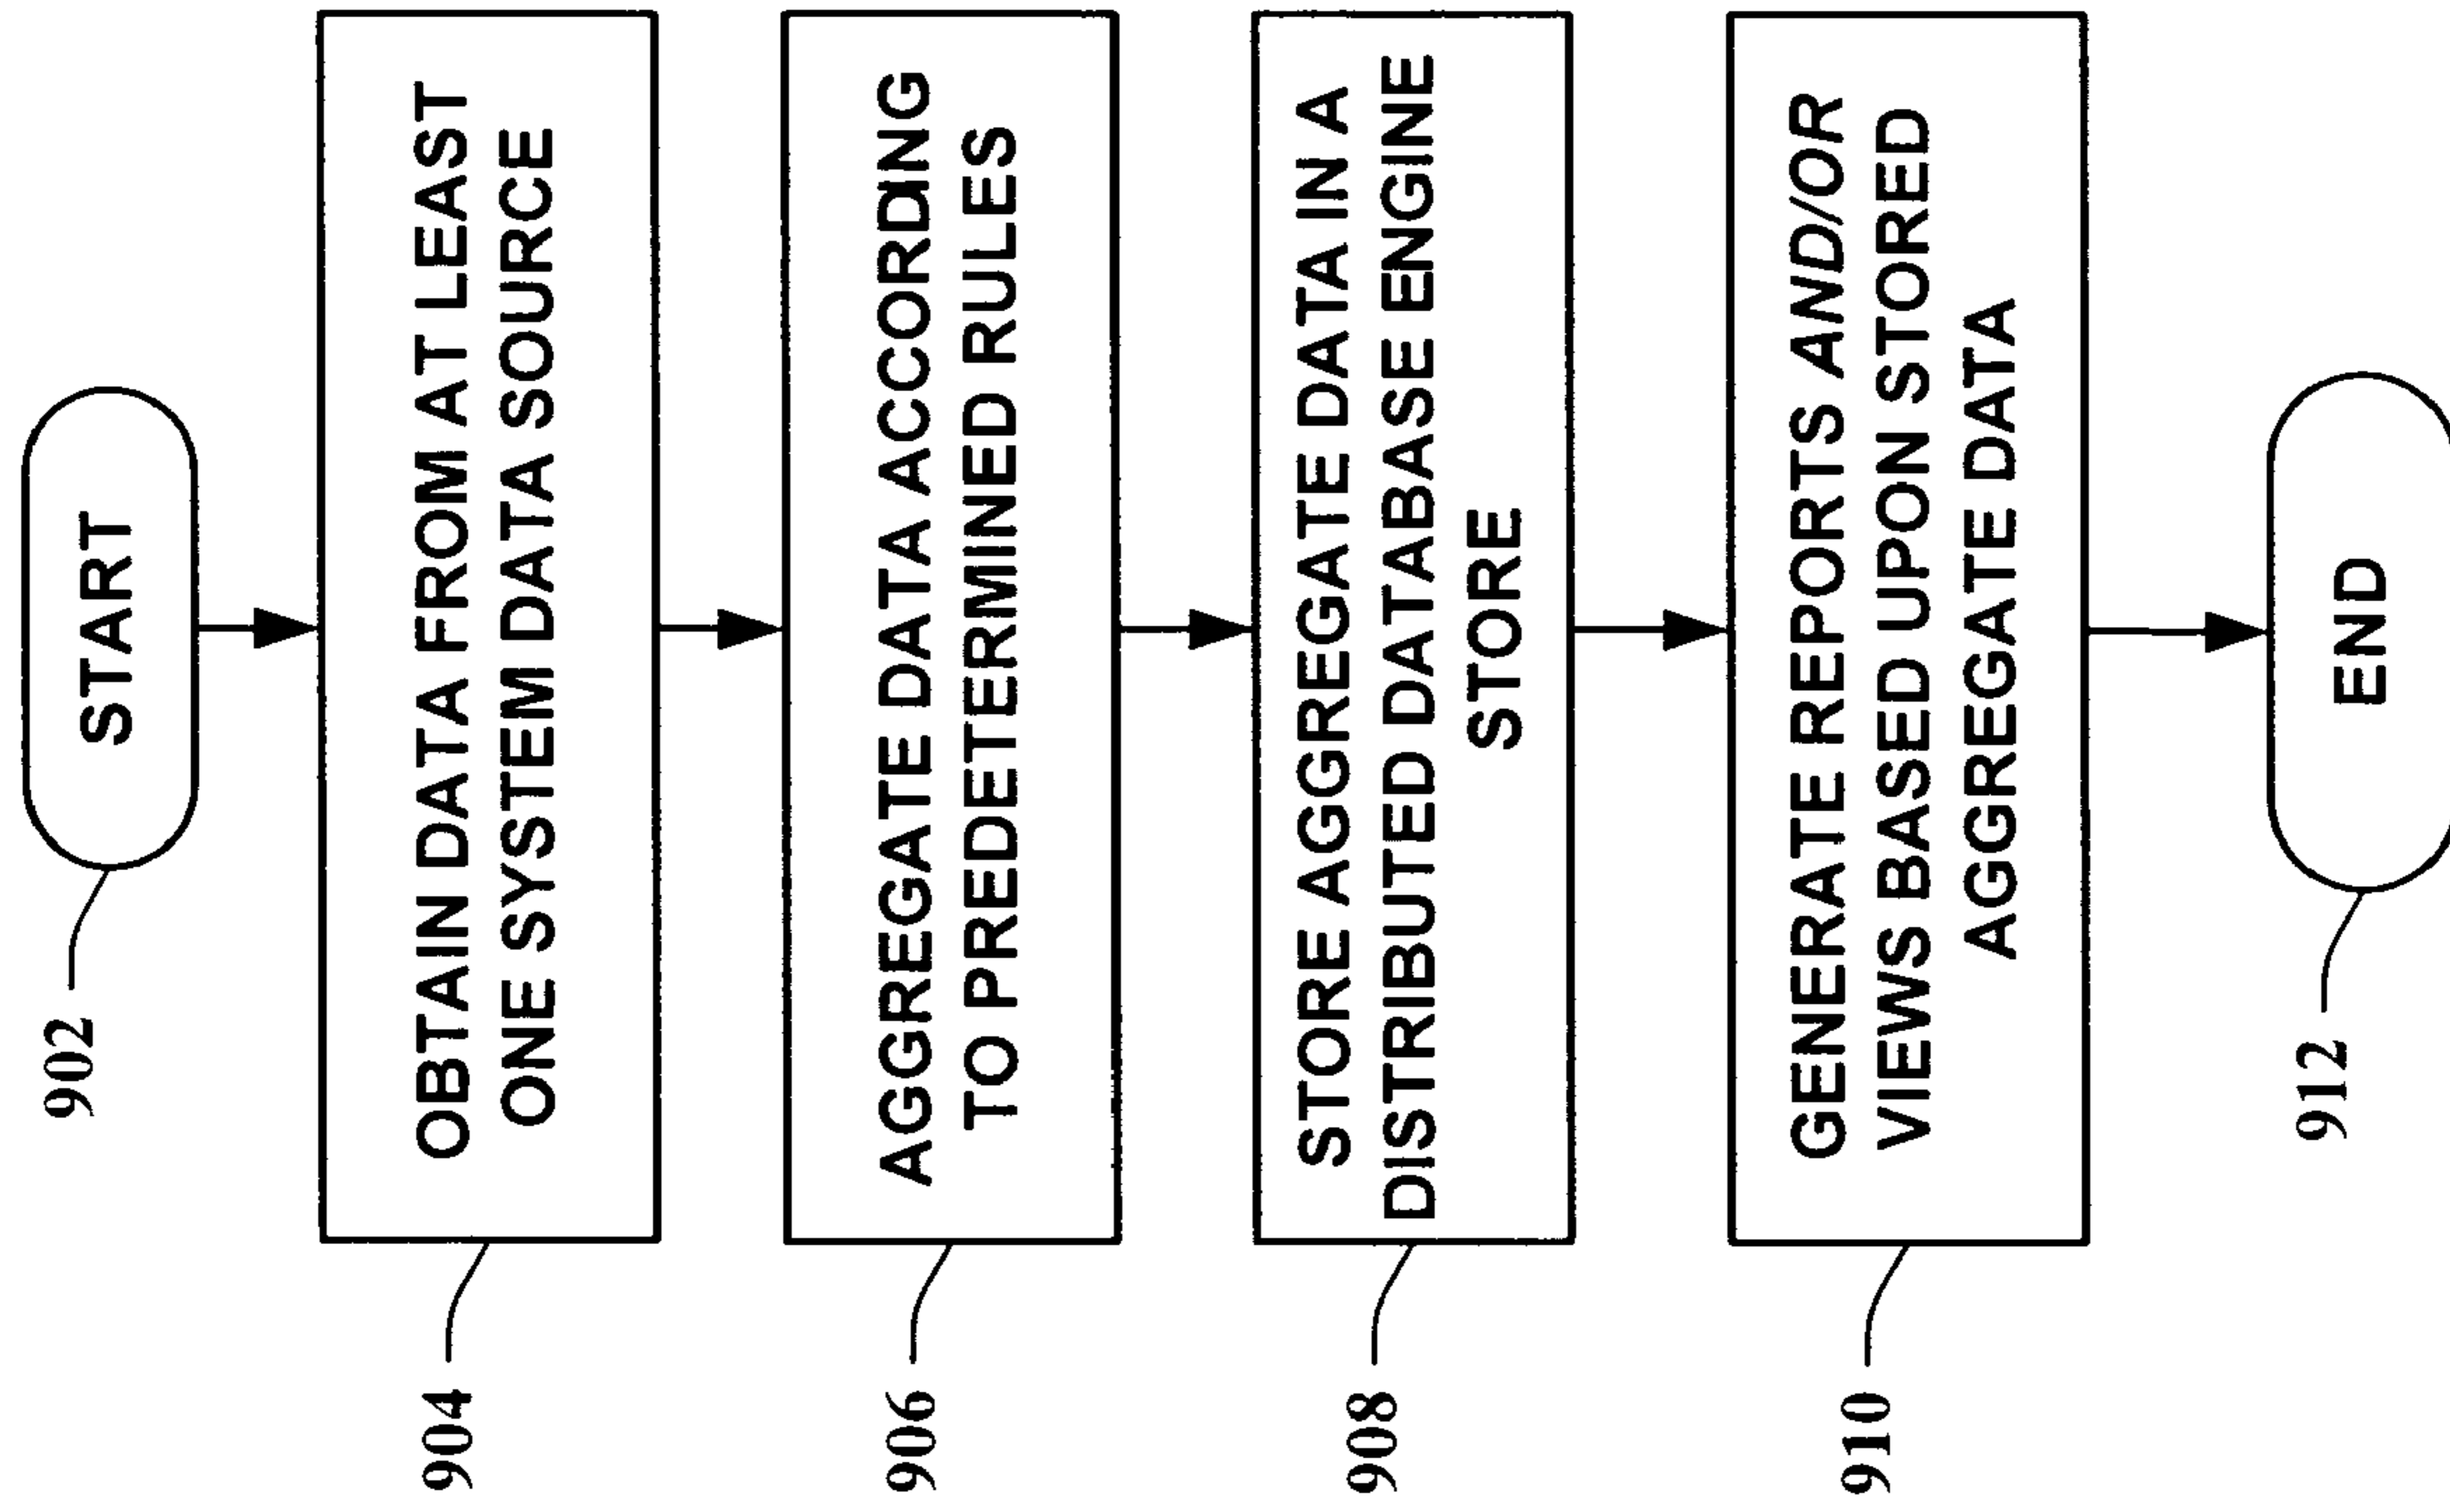 START
902
OBTAIN DATA FROM AT LEAST
ONE SYSTEM DATA SOURCE
904
AGGREGATE DATA ACCORDING
TO PREDETERMINED RULES
906
STORE AGGREGATE DATA IN A
DISTRIBUTED DATABASE ENGINE
STORE
908
GENERATE REPORTS AND/OR
VIEWS BASED UPON STORED
AGGREGATE DATA
910
END
912